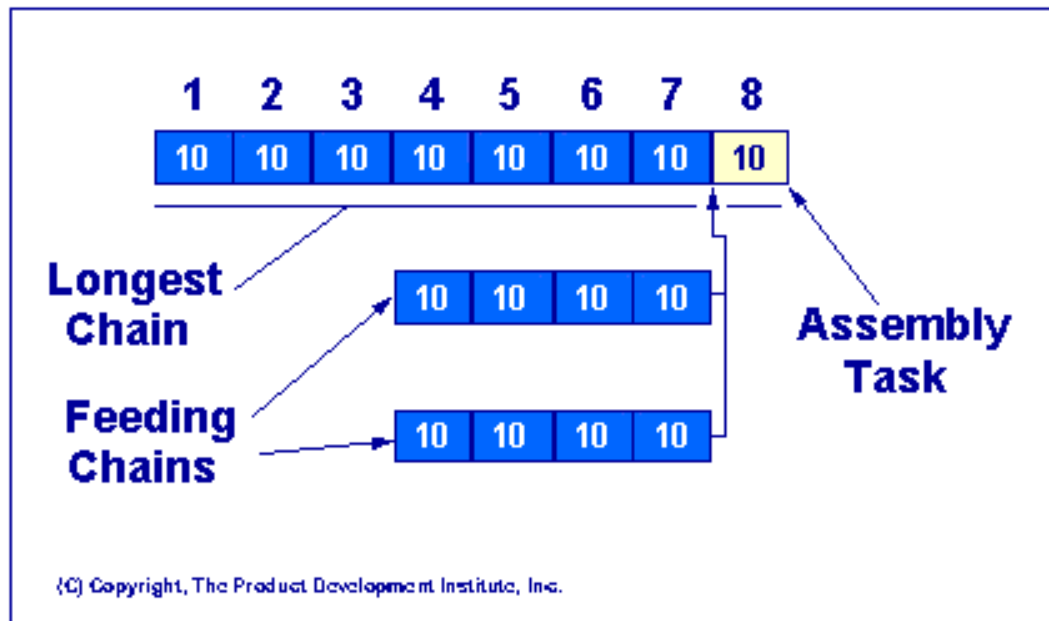 1 2 3 4 5 6 7 8
10 10 10 10 10 10 10 10
Longest
Chain
10 10 10 10
Assembly
Task
Feeding
Chains
10 10 10 10
(C) Copyright, The Product Development Institute, Inc.